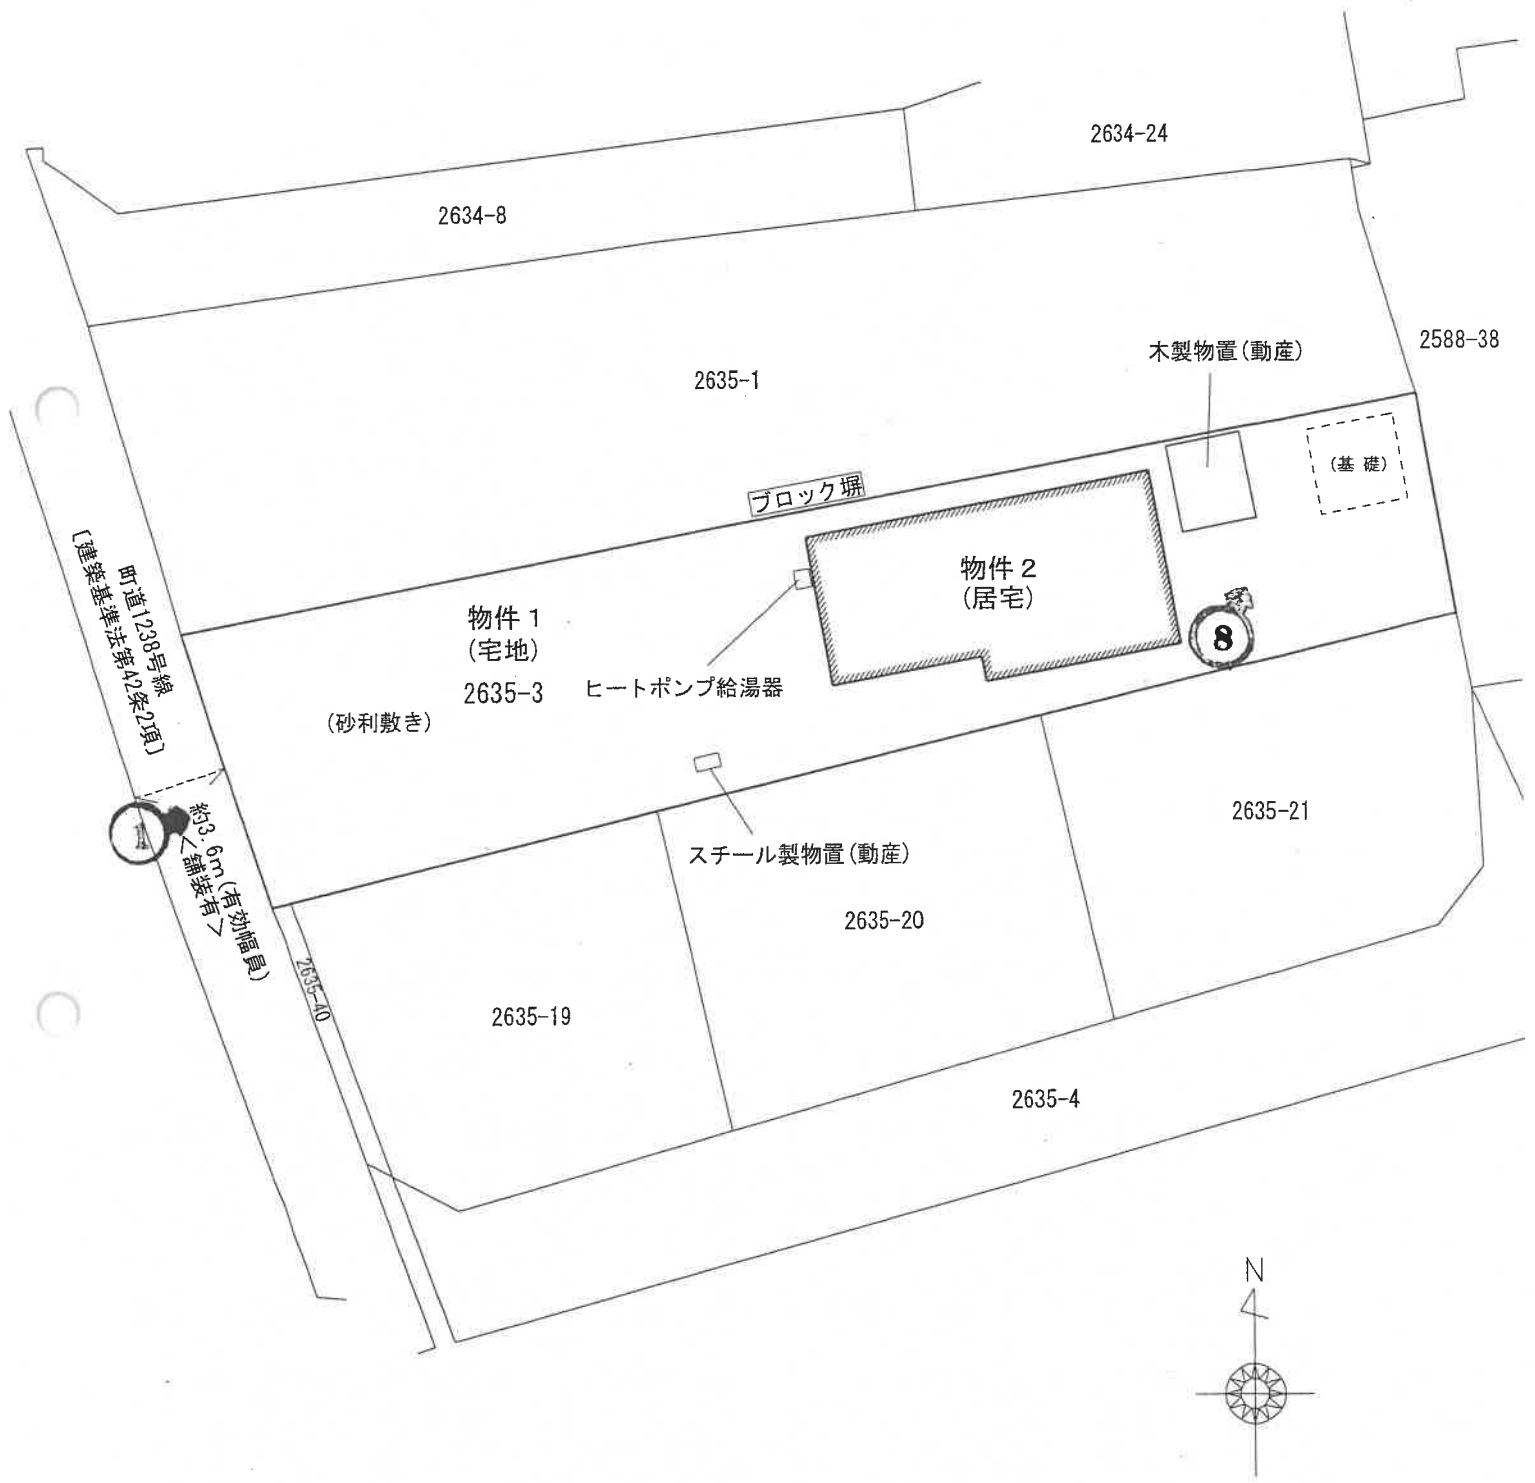 2634-24
2634-8
2588-38
木製物置(動産)
2635-1
(基 礎)
ブロック塀
物件2
(居宅)
町道1238号線
[建築基準法第42条2項]
物件1
(宅地)
2635-3
8
ヒートポンプ給湯器
(砂利敷き)
1
約3.6m(有効幅員)
<舗装有>
2635-21
スチール製物置(動産)
2635-20
2635-40
2635-19
2635-4
N